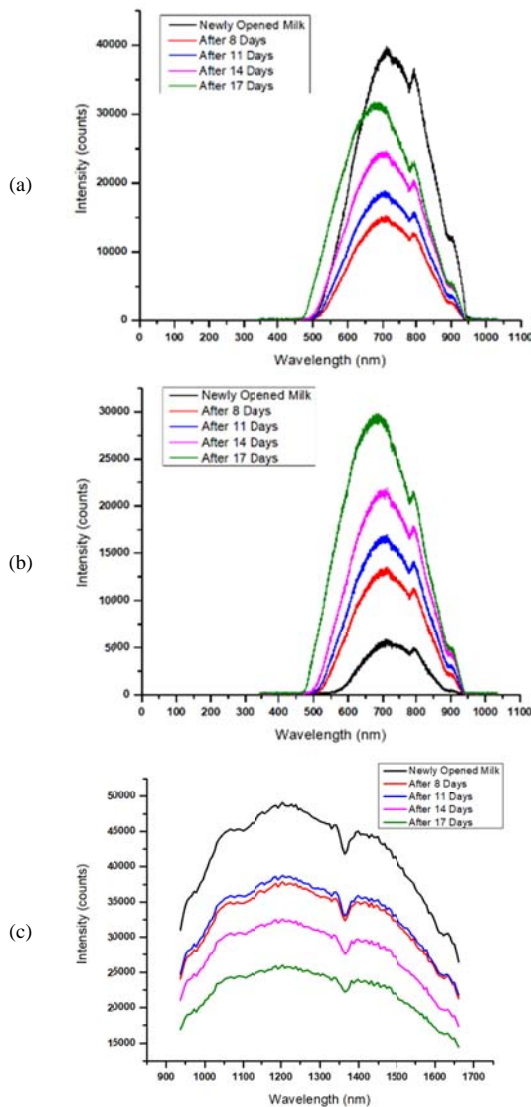 (a)
Newly Opened Milk
After 8 Days
After 11 Days
After 14 Days
After 17 Days
Intensity (counts)
40000
30000
20000
10000
0
0 100 200 300 400 500 600 700 800 900 1000 1100
Wavelength (nm)
(b)
Newly Opened Milk
After 8 Days
After 11 Days
After 14 Days
After 17 Days
Intensity (counts)
30000
25000
20000
15000
10000
5000
0
0 100 200 300 400 500 600 700 800 900 1000 1100
Wavelength (nm)
(c)
Newly Opened Milk
After 8 Days
After 11 Days
After 14 Days
After 17 Days
Intensity (counts)
50000
45000
40000
35000
30000
25000
20000
15000
900 1000 1100 1200 1300 1400 1500 1600 1700
Wavelength (nm)